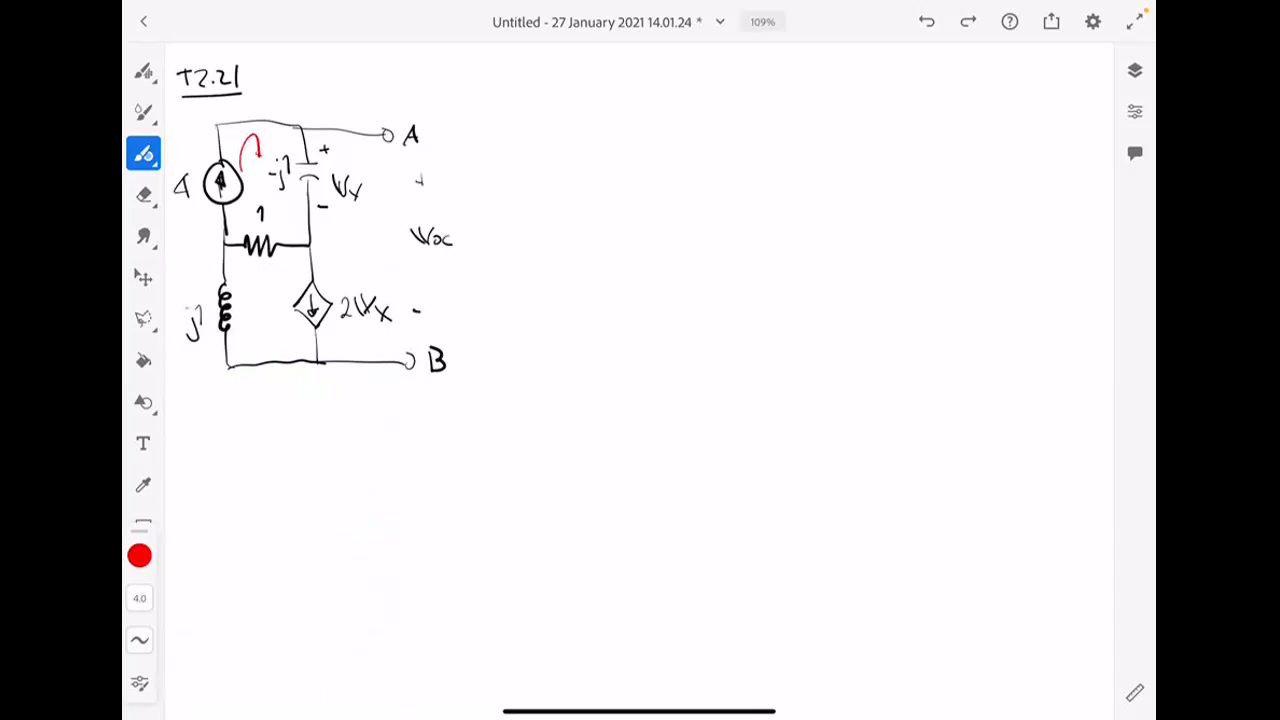 Untitled - 27 January 2021 14.01.24 *
109%
T2.21
A
+
-j1
4
Vx
+
1
-
Voc
j1
2Vx
-
B
T
4.0